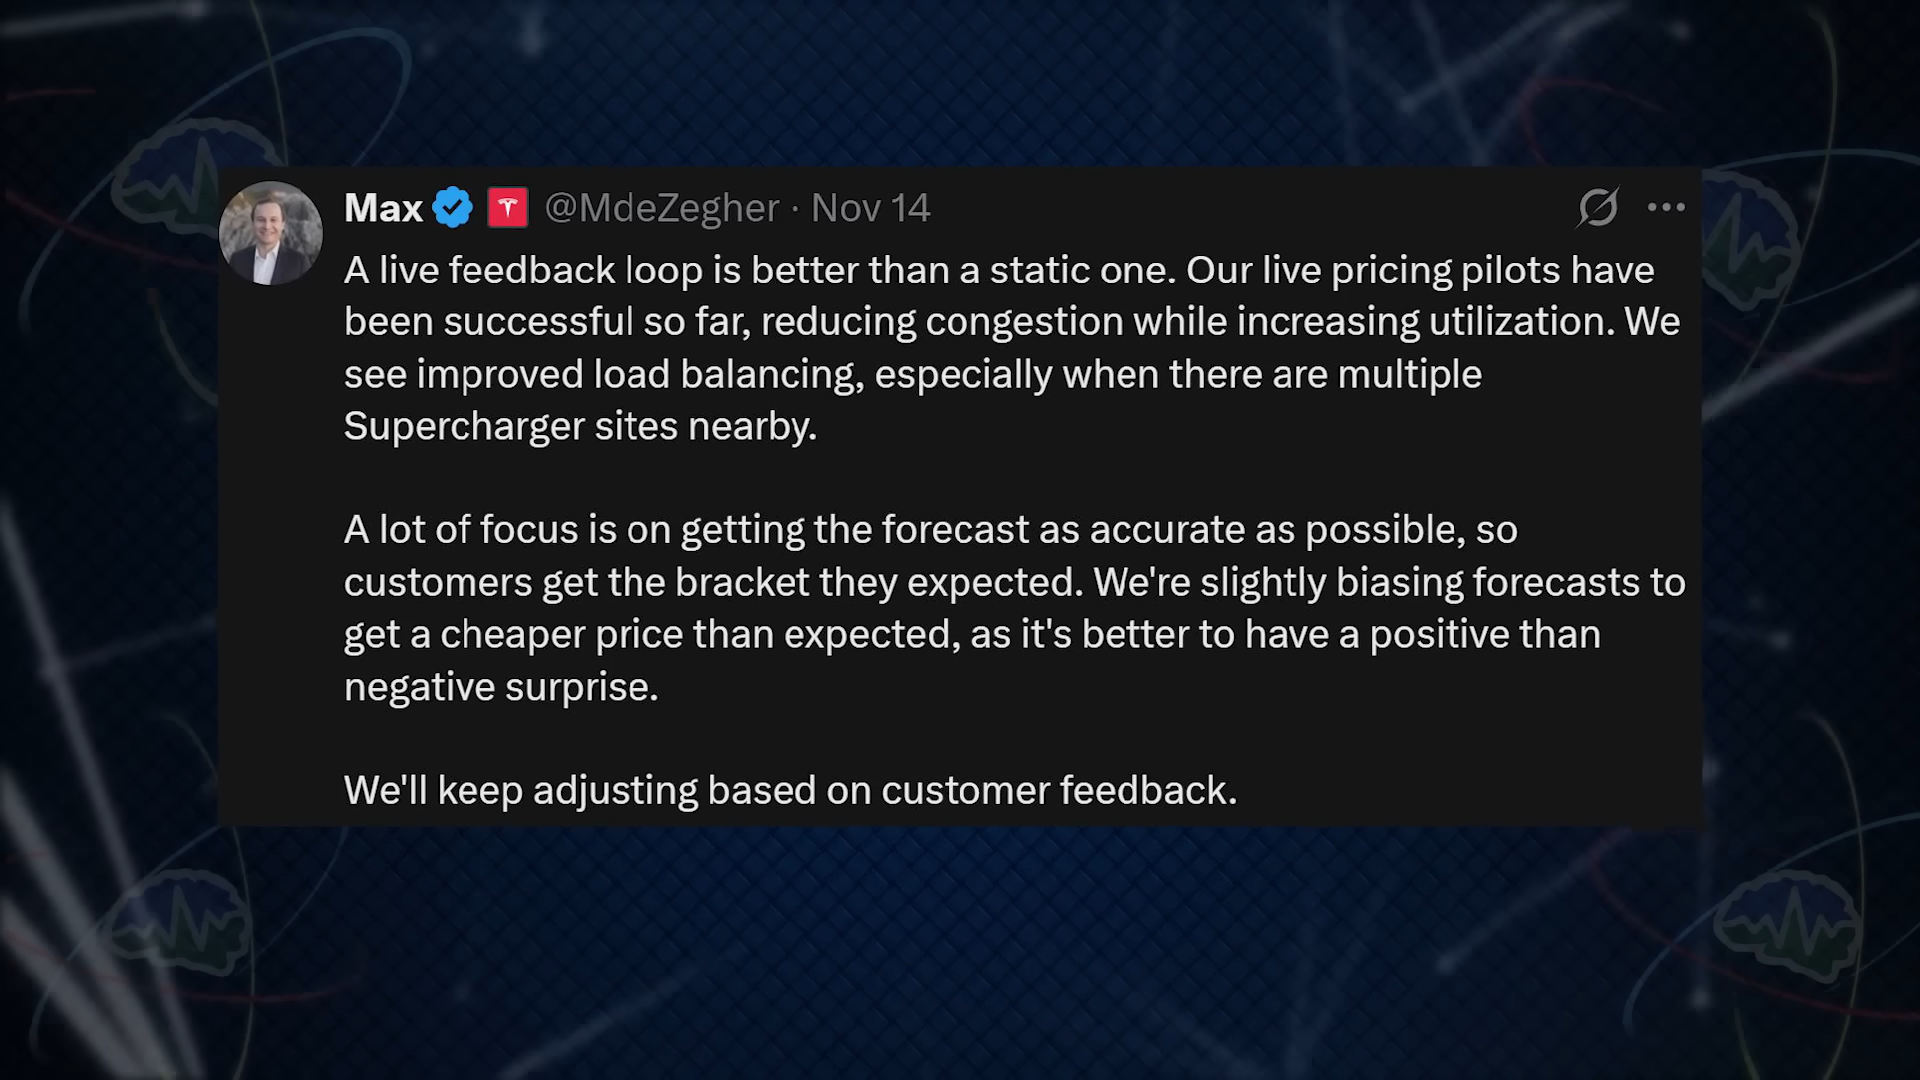 Max @MdeZegher · Nov 14
A live feedback loop is better than a static one. Our live pricing pilots have
been successful so far, reducing congestion while increasing utilization. We
see improved load balancing, especially when there are multiple
Supercharger sites nearby.
A lot of focus is on getting the forecast as accurate as possible, so
customers get the bracket they expected. We're slightly biasing forecasts to
get a cheaper price than expected, as it's better to have a positive than
negative surprise.
We'll keep adjusting based on customer feedback.